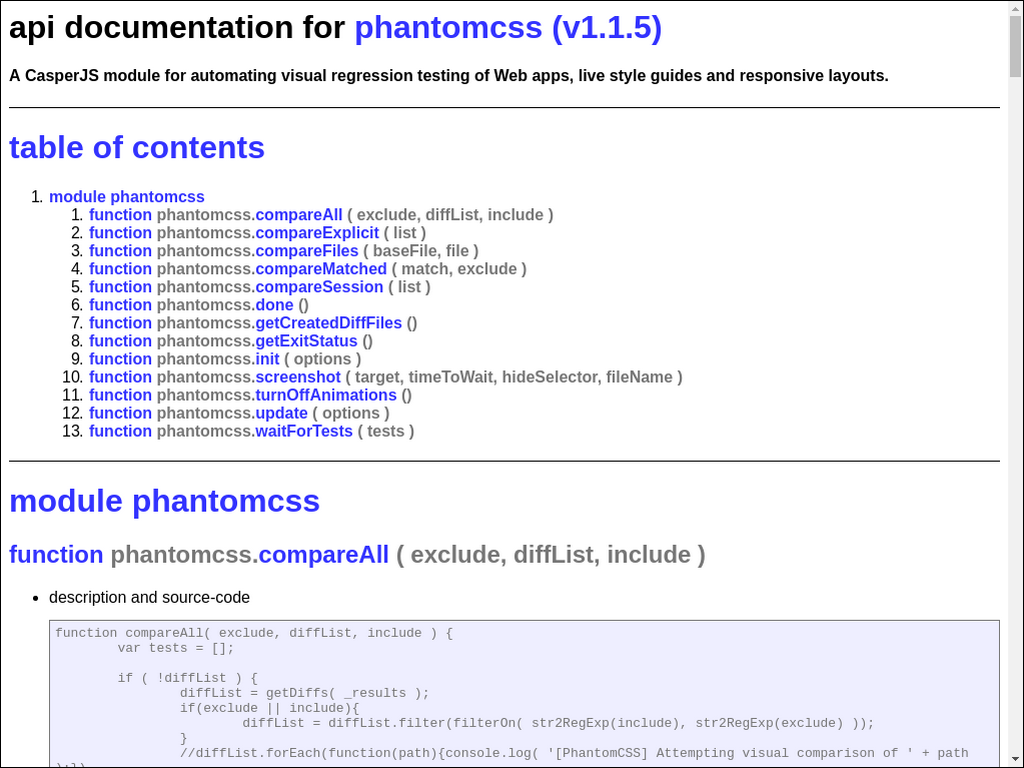 api documentation for phantomcss (v1.1.5)
A CasperJS module for automating visual regression testing of Web apps, live style guides and responsive layouts.
table of contents
1. module phantomcss
1. function phantomcss.compareAll ( exclude, diffList, include )
2. function phantomcss.compareExplicit ( list )
3. function phantomcss.compareFiles ( baseFile, file )
4. function phantomcss.compareMatched ( match, exclude )
5. function phantomcss.compareSession ( list )
6. function phantomcss.done ()
7. function phantomcss.getCreatedDiffFiles ()
8. function phantomcss.getExitStatus ()
9. function phantomcss.init ( options )
10. function phantomcss.screenshot ( target, timeToWait, hideSelector, fileName )
11. function phantomcss.turnOffAnimations ()
12. function phantomcss.update ( options )
13. function phantomcss.waitForTests ( tests )
module phantomcss
function phantomcss.compareAll ( exclude, diffList, include )
• description and source-code
function compareAll( exclude, diffList, include ) {
var tests = [];
if ( !diffList ) {
diffList = getDiffs( _results );
if(exclude || include){
diffList = diffList.filter(filterOn( str2RegExp(include), str2RegExp(exclude) ));
}
//diffList.forEach(function(path){console.log( '[PhantomCSS] Attempting visual comparison of ' + path
);})